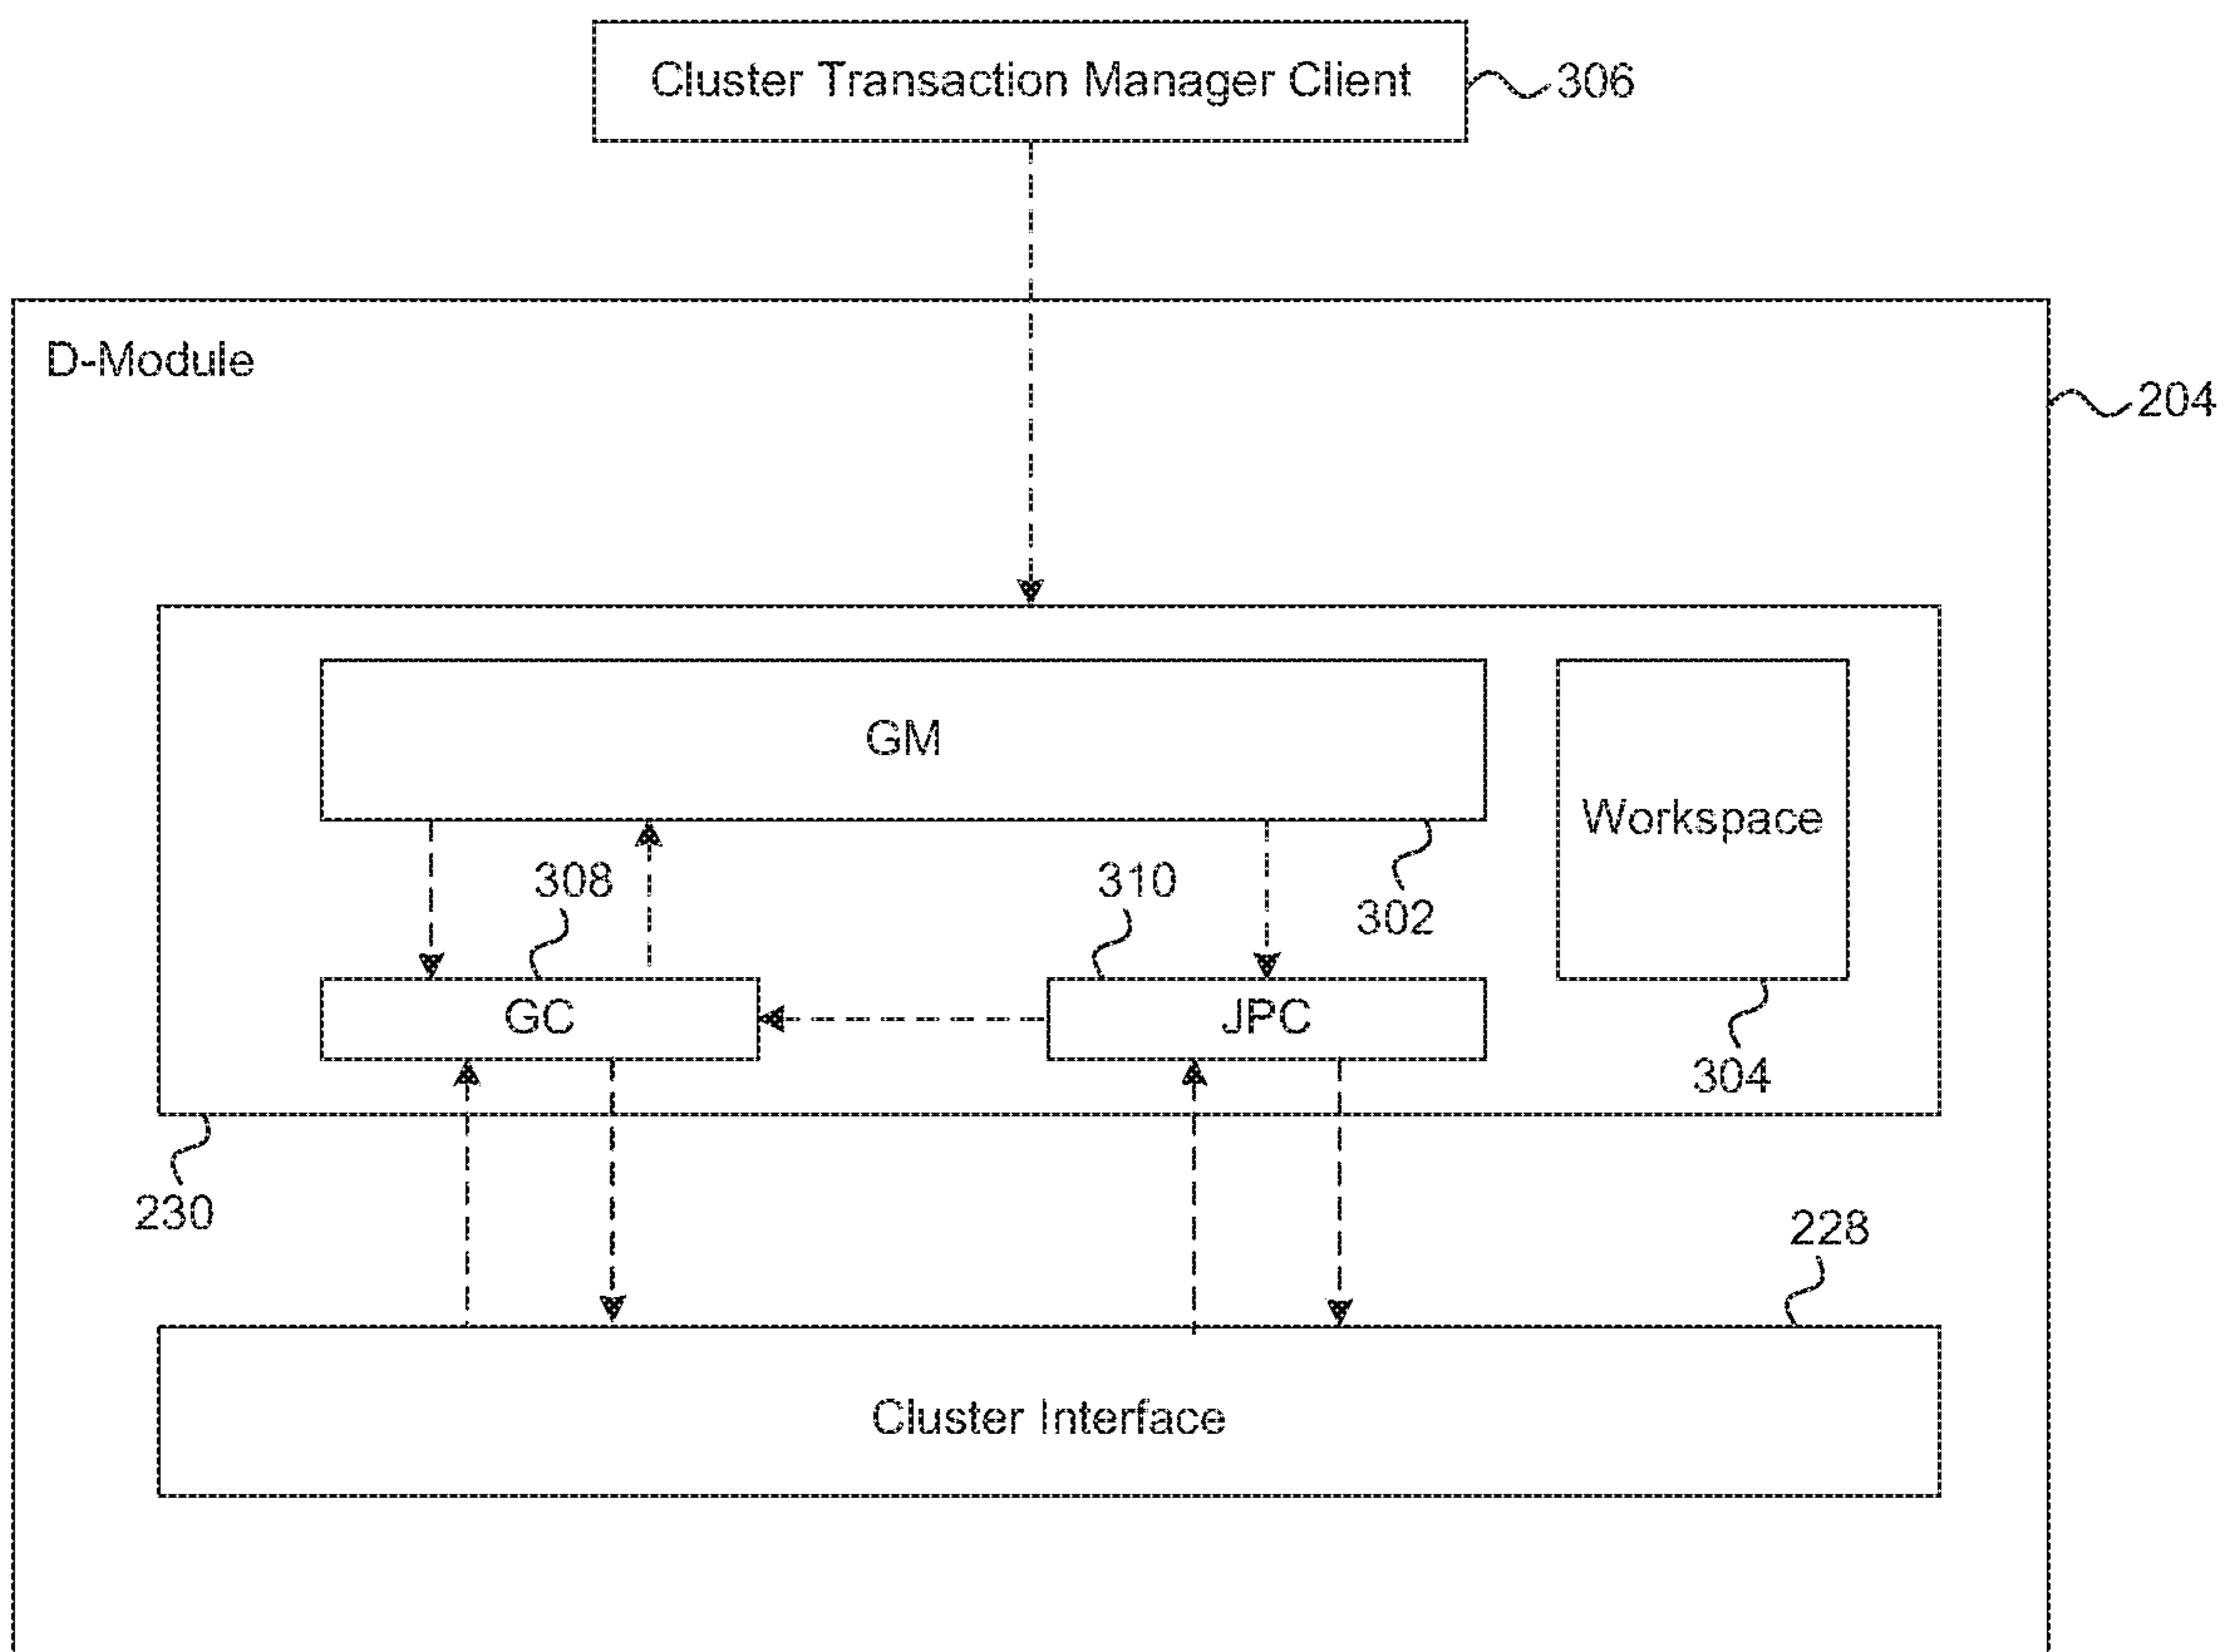 Cluster Transaction Manager Client
306
D-Module
204
GM
Workspace
308
310
302
GC
JPC
304
230
228
Cluster Interface